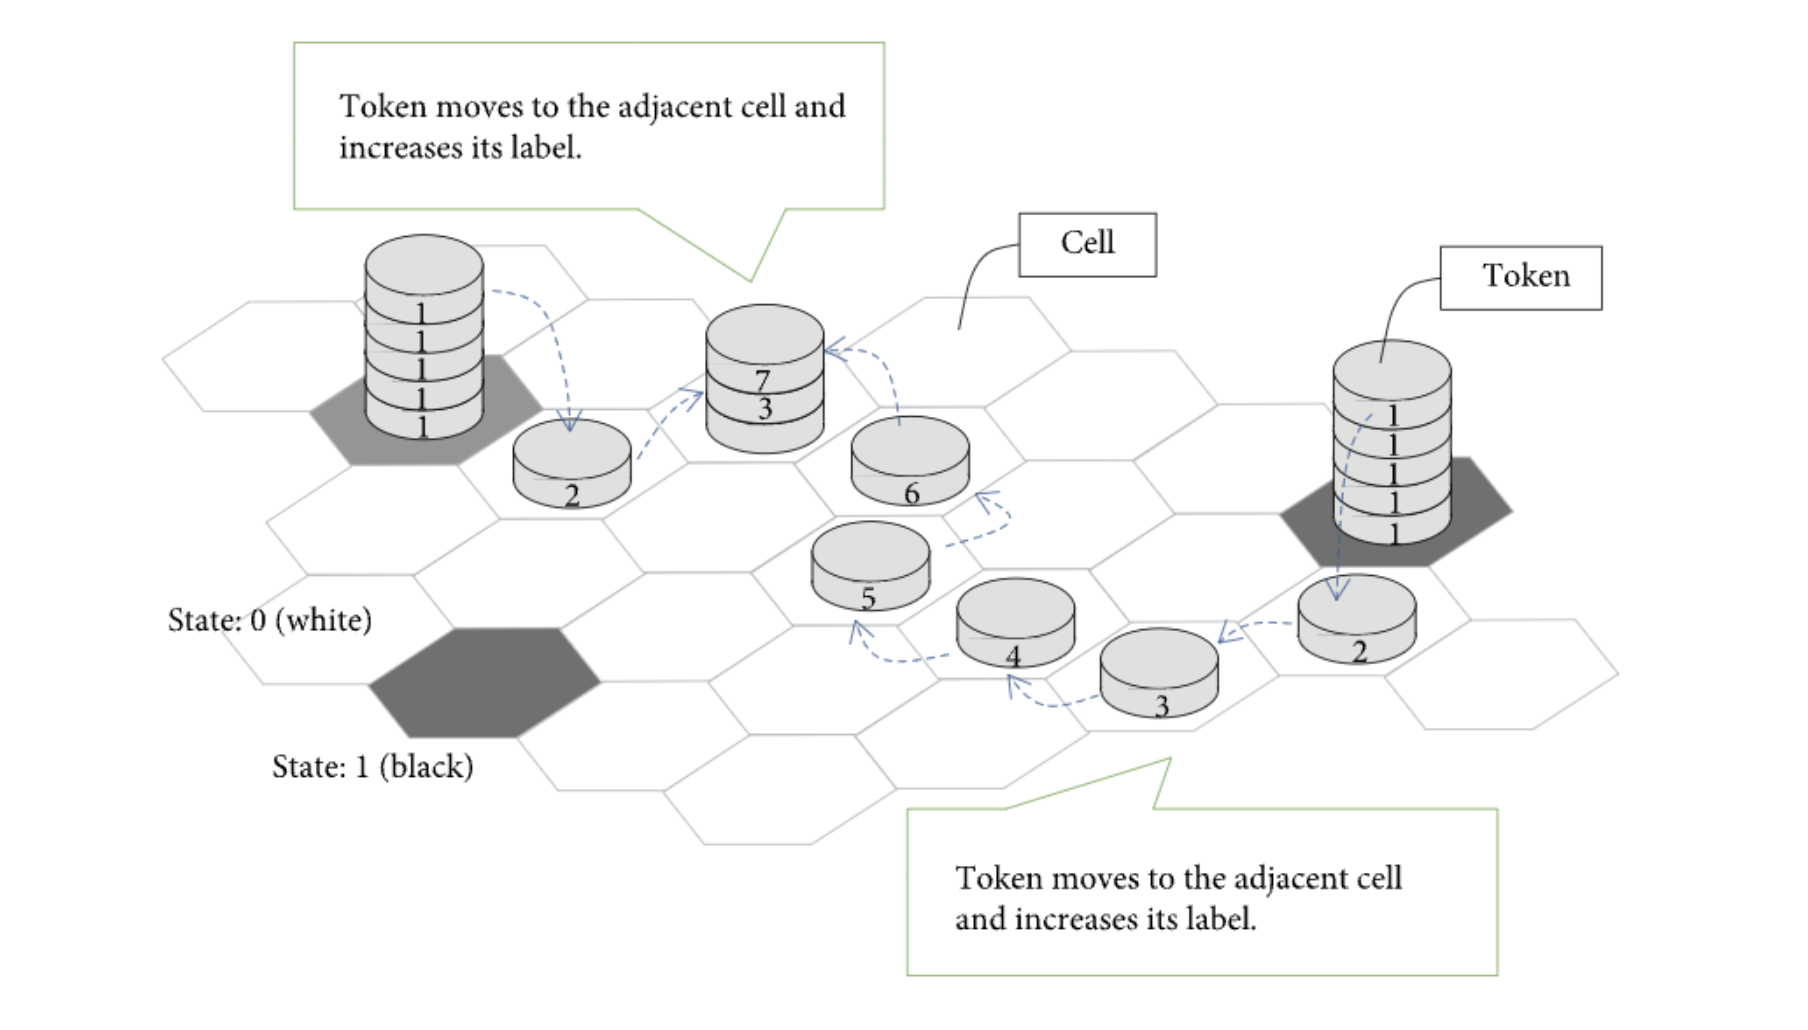 Token moves to the adjacent cell and
increases its label.
Cell
Token
1
1
1
1
1
7
3
2
6
1
1
1
1
1
5
4
3
2
State: 0 (white)
State: 1 (black)
Token moves to the adjacent cell
and increases its label.